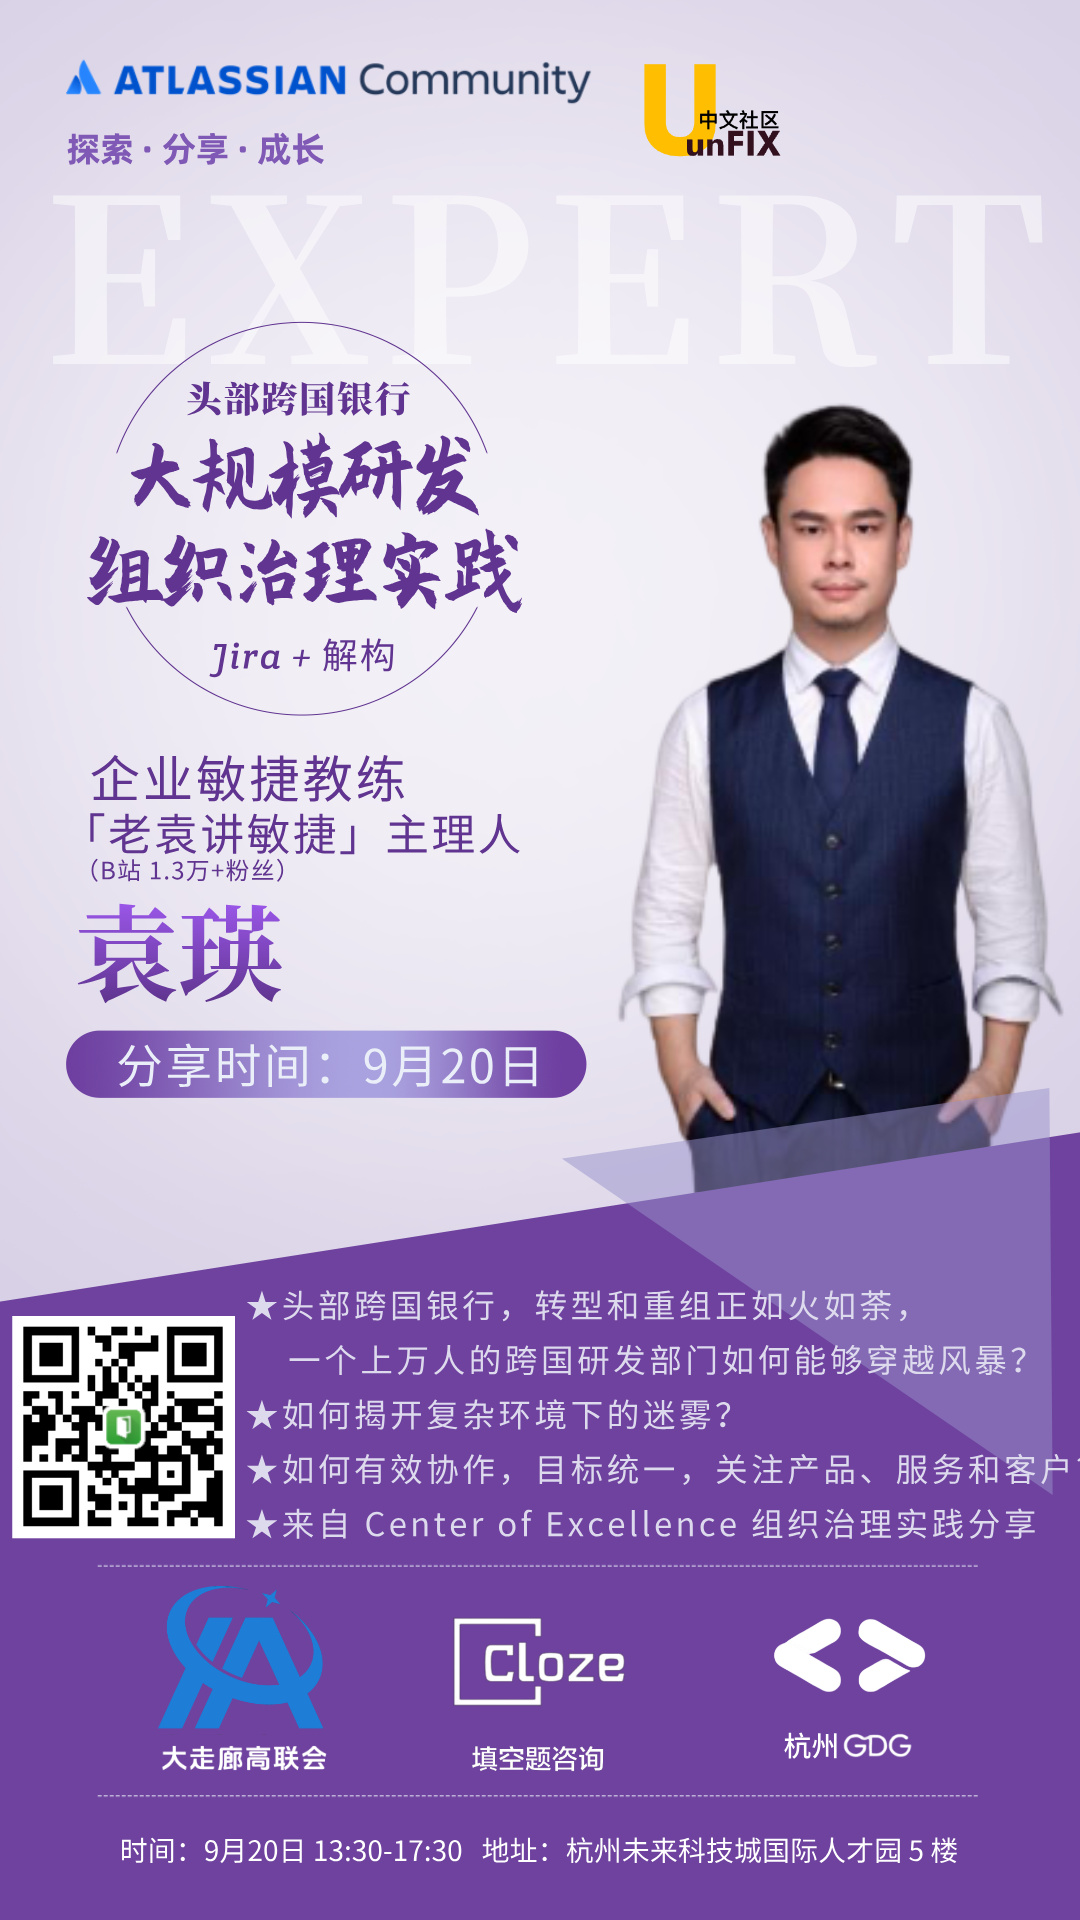 ATLASSIAN Community
中文社区
unFIX
探索 · 分享 · 成长
EXPERT
头部跨国银行
大规模研发
组织治理实践
Jira + 解构
企业敏捷教练
「老袁讲敏捷」主理人
（B站 1.3万+粉丝）
袁瑛
分享时间：9月20日
★头部跨国银行，转型和重组正如火如荼，
一个上万人的跨国研发部门如何能够穿越风暴？
★如何揭开复杂环境下的迷雾？
★如何有效协作，目标统一，关注产品、服务和客户？
★来自 Center of Excellence 组织治理实践分享
大走廊高联会
Cloze
填空题咨询
杭州 GDG
时间：9月20日 13:30-17:30 地址：杭州未来科技城国际人才园 5 楼